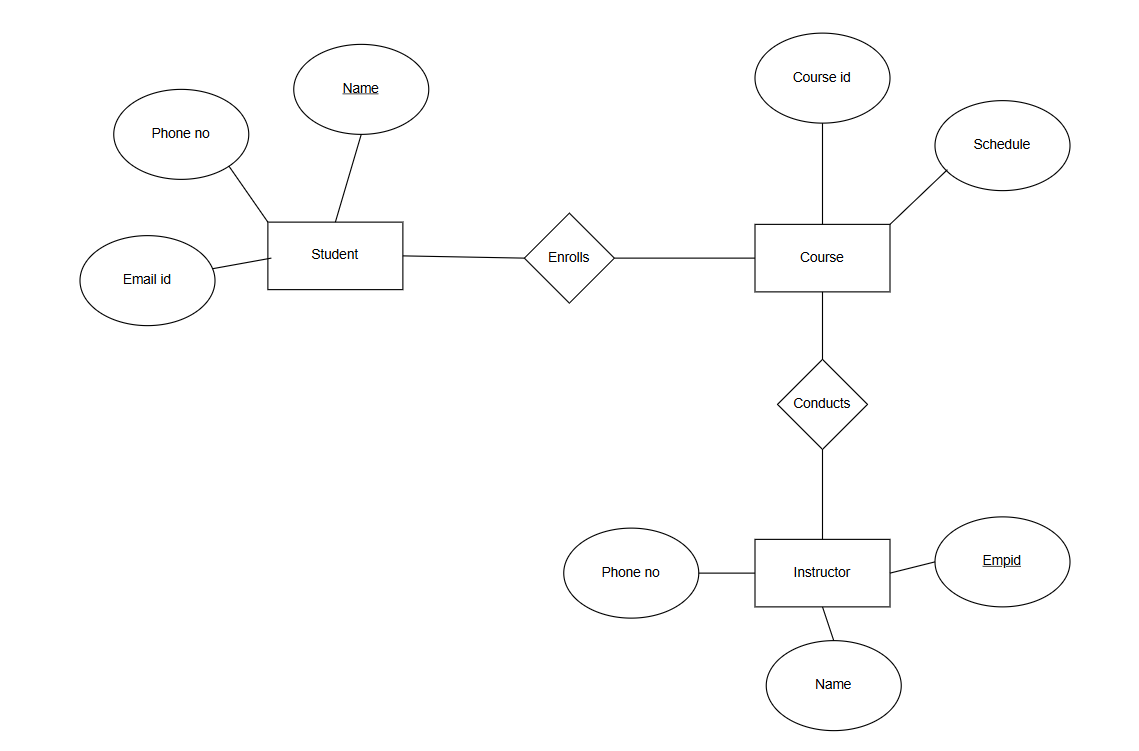 Course id
Name
Phone no
Schedule
Student
Enrolls
Course
Email id
Conducts
Phone no
Instructor
Empid
Name